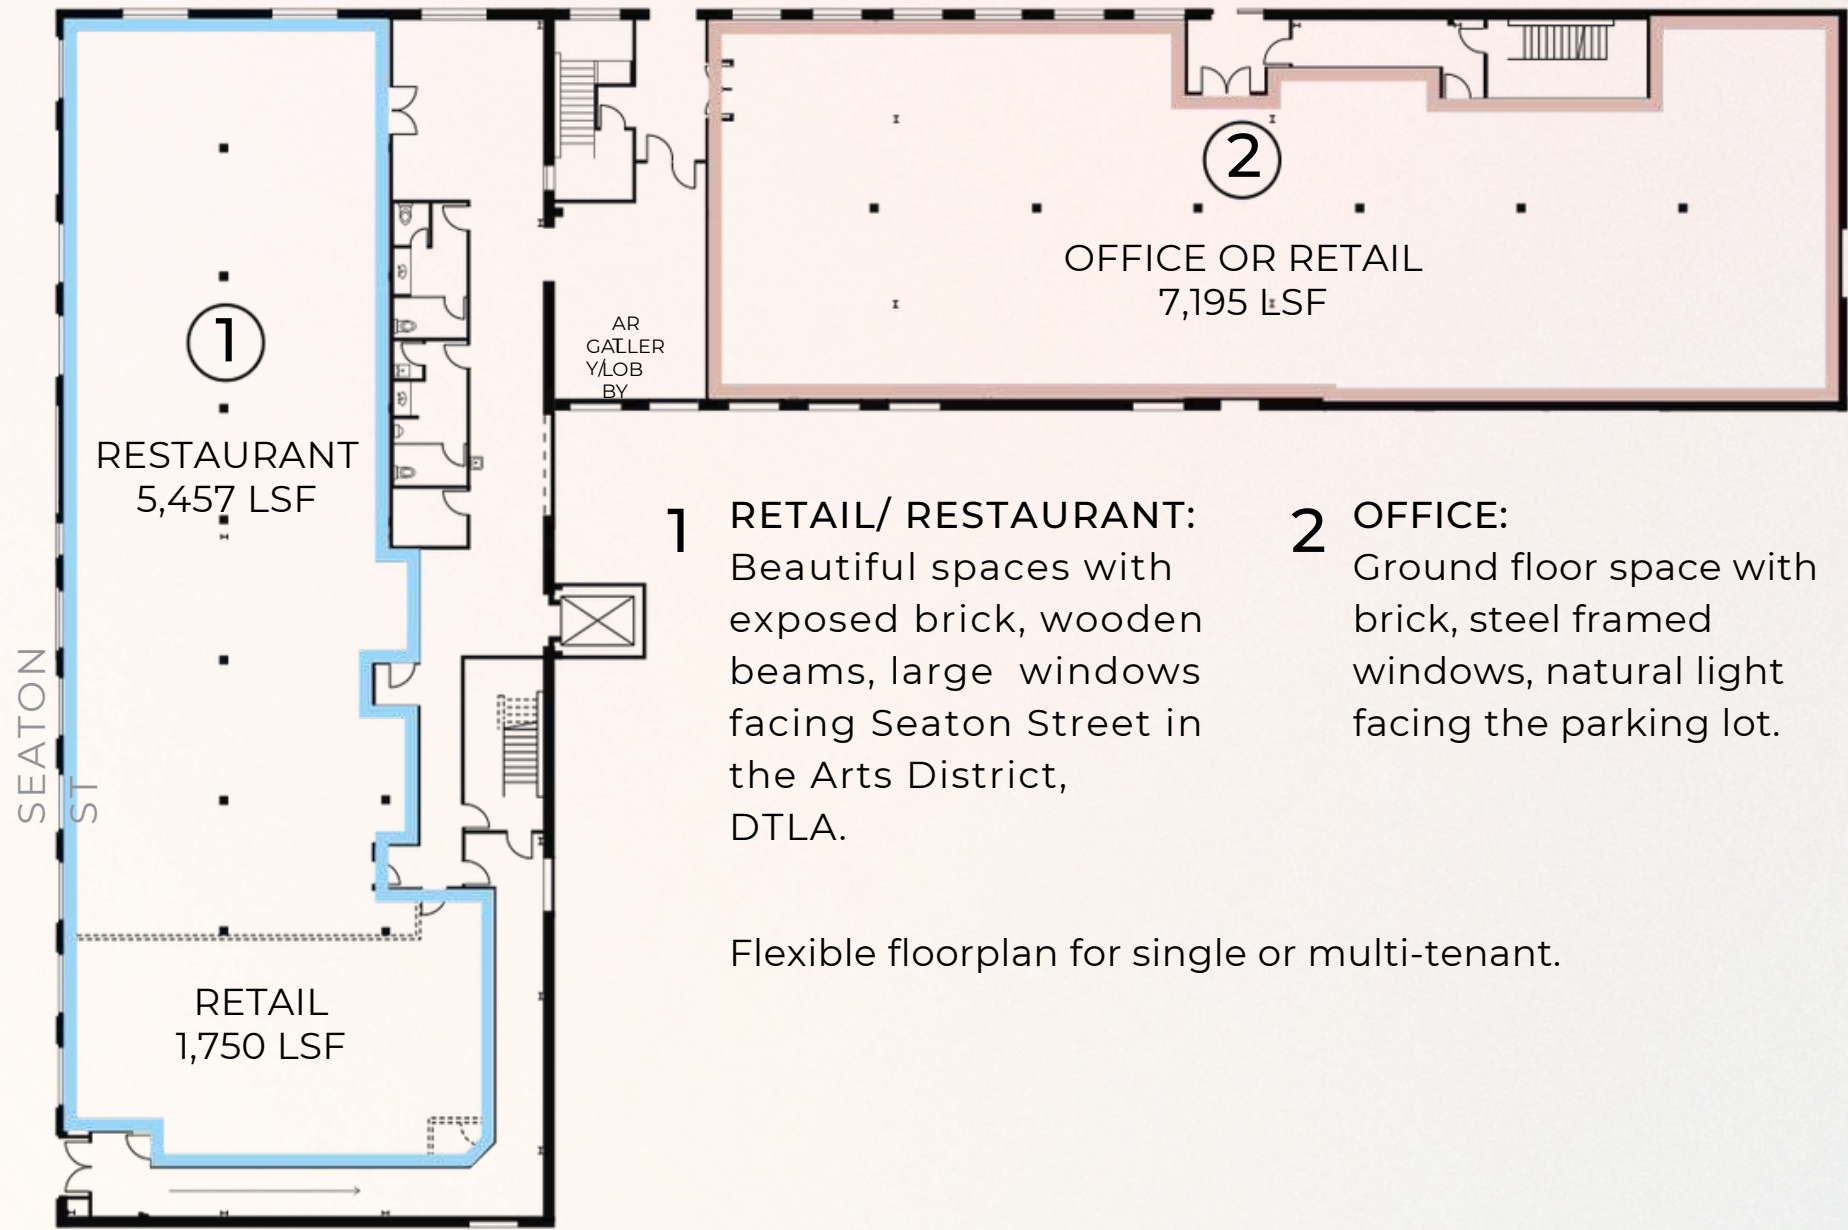 1
RESTAURANT
5,457 LSF
RETAIL
1,750 LSF
SEATON
ST
AR
T
GALLER
Y/LOB
BY
2
OFFICE OR RETAIL
7,195 LSF
1
RETAIL/ RESTAURANT:
Beautiful spaces with
exposed brick, wooden
beams, large windows
facing Seaton Street in
the Arts District,
DTLA.
2
OFFICE:
Ground floor space with
brick, steel framed
windows, natural light
facing the parking lot.
Flexible floorplan for single or multi-tenant.